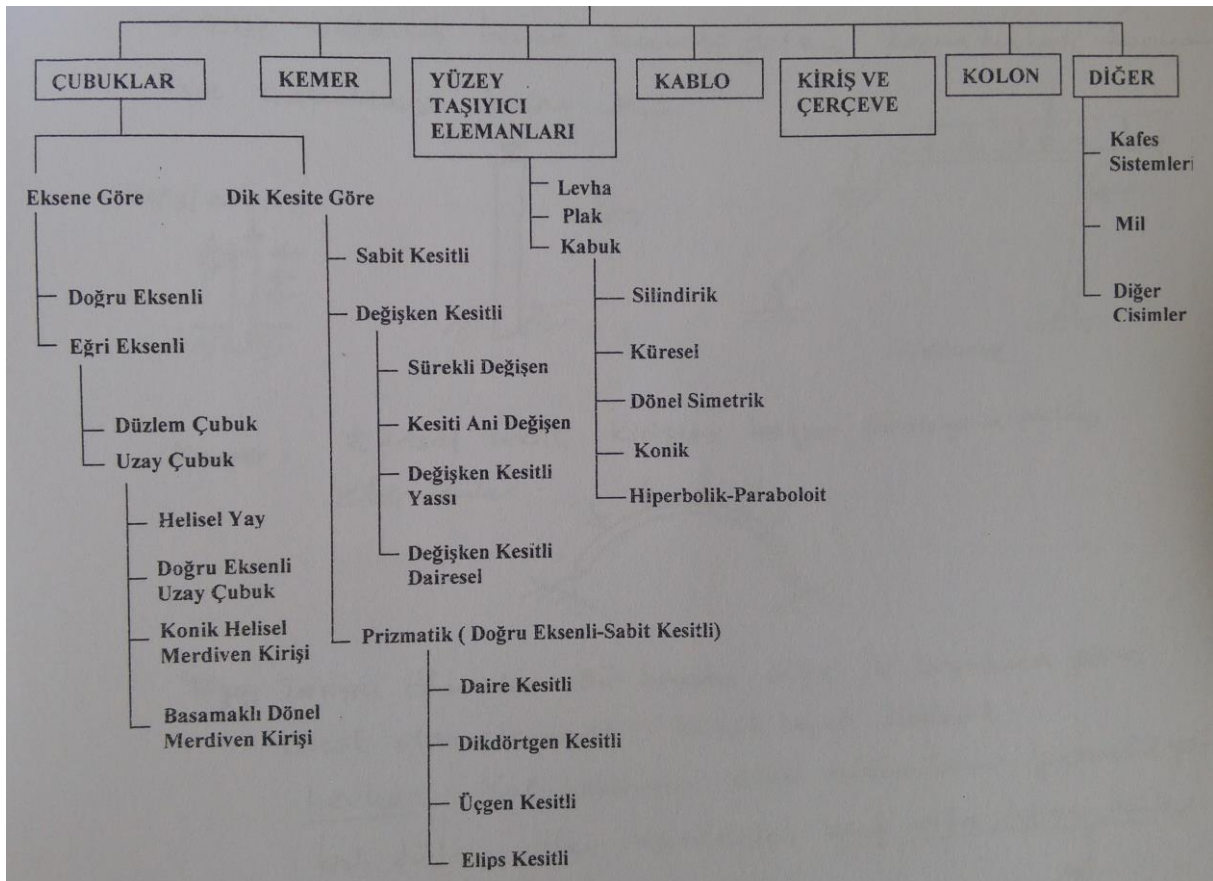 ÇUBUKLAR
KEMER
YÜZEY
TAŞIYICI
ELEMANLARI
KABLO
KİRİŞ VE
ÇERÇEVE
KOLON
DİĞER
Eksene Göre
Doğru Eksenli
Eğri Eksenli
Düzlem Çubuk
Uzay Çubuk
Helisel Yay
Doğru Eksenli
Uzay Çubuk
Konik Helisel
Merdiven Kirişi
Basamaklı Dönel
Merdiven Kirişi
Dik Kesite Göre
Sabit Kesitli
Değişken Kesitli
Sürekli Değişen
Kesiti Ani Değişen
Değişken Kesitli
Yassı
Değişken Kesitli
Dairesel
Prizmatik ( Doğru Eksenli-Sabit Kesitli)
Daire Kesitli
Dikdörtgen Kesitli
Üçgen Kesitli
Elips Kesitli
Levha
Plak
Kabuk
Silindirik
Küresel
Dönel Simetrik
Konik
Hiperbolik-Paraboloit
Kafes
Sistemleri
Mil
Diğer
Cisimler